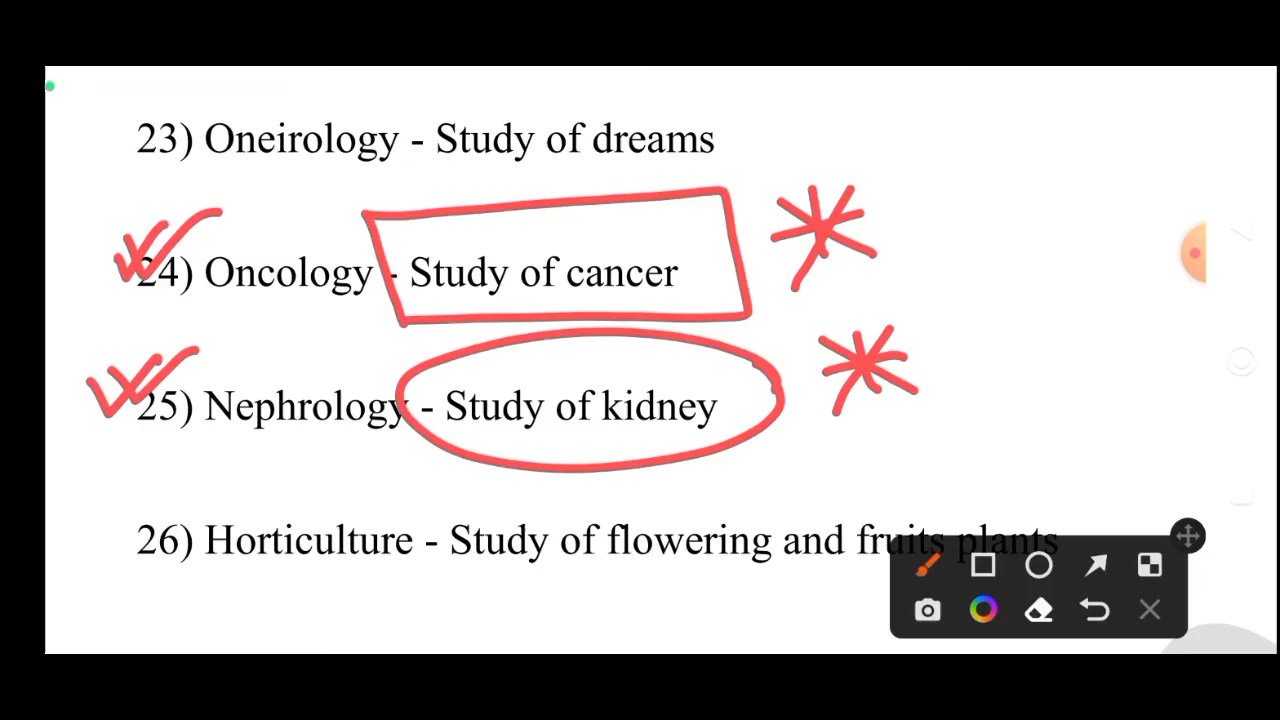 23) Oneirology - Study of dreams
24) Oncology - Study of cancer
25) Nephrology - Study of kidney
26) Horticulture - Study of flowering and fruits plants